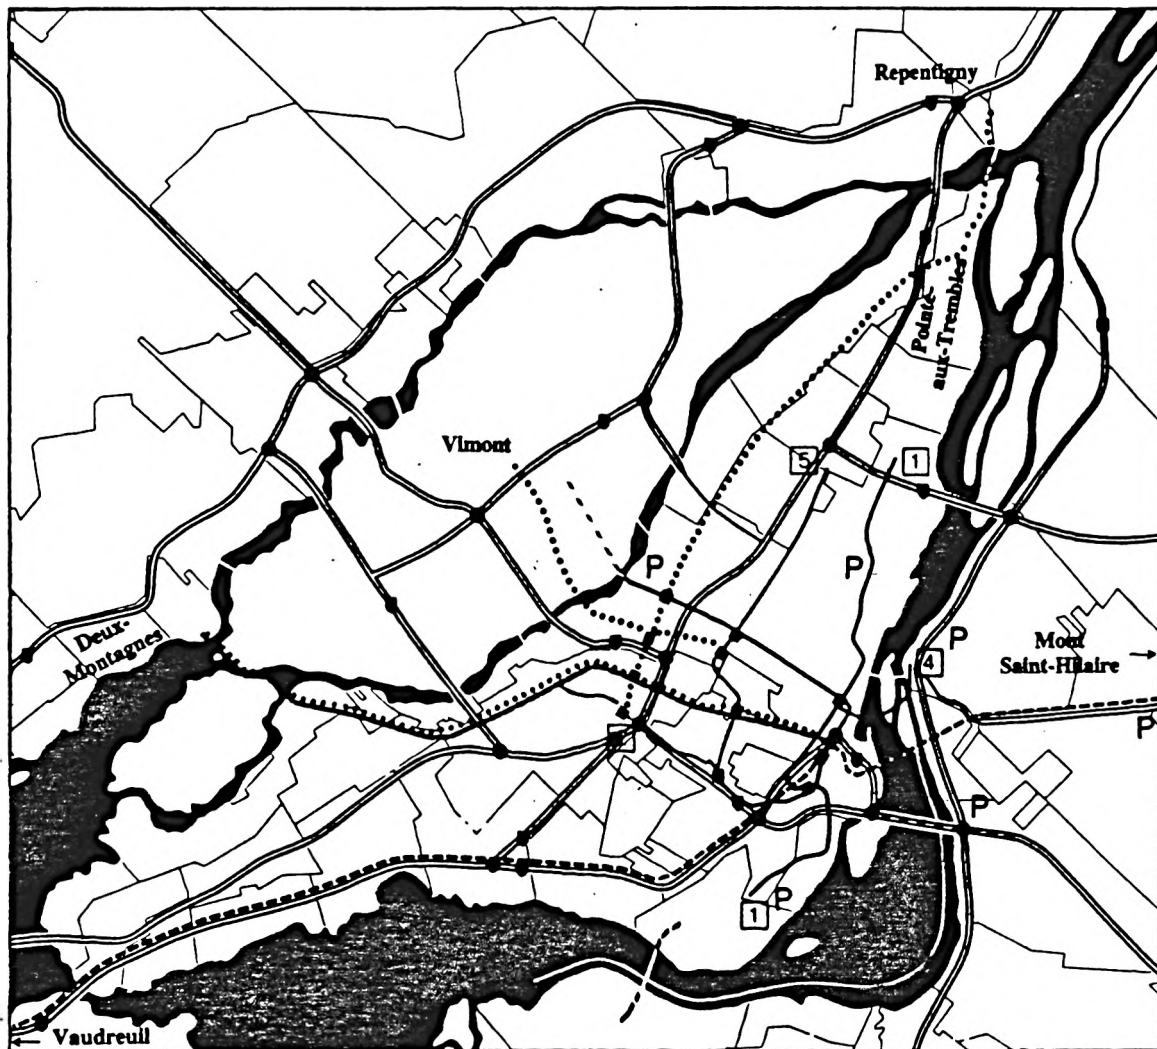 Repentigny
Pointe-
aux-Trembles
Vimont
5
1
P
P
Deux-
Montagnes
P
Mont
Saint-Hilaire
4
P
P
P
1
Vaudreuil